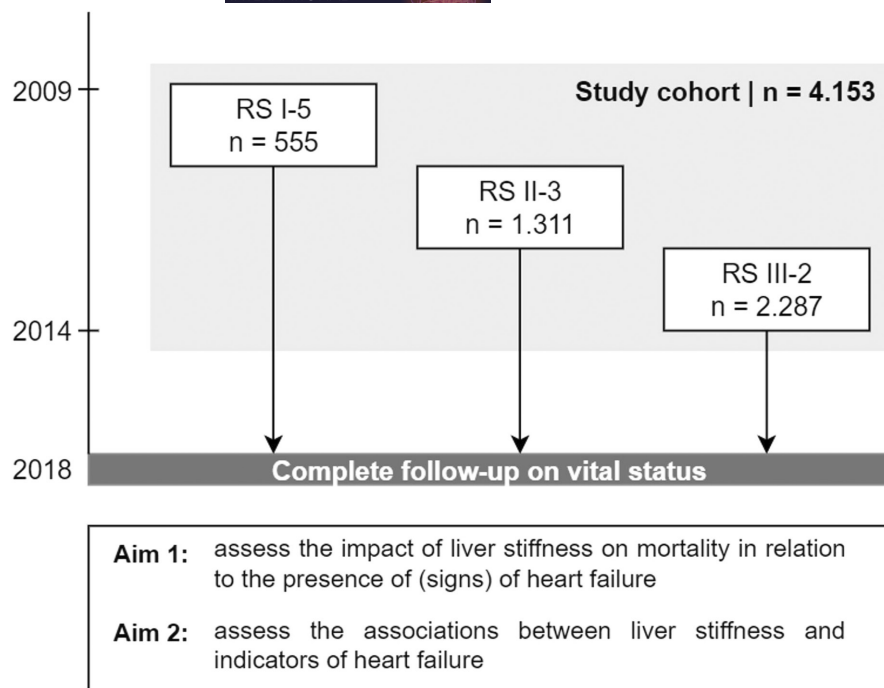 2009
Study cohort | n = 4.153
RS I-5
n = 555
RS II-3
n = 1.311
RS III-2
n = 2.287
2014
2018
Complete follow-up on vital status
Aim 1: assess the impact of liver stiffness on mortality in relation
to the presence of (signs) of heart failure
Aim 2: assess the associations between liver stiffness and
indicators of heart failure